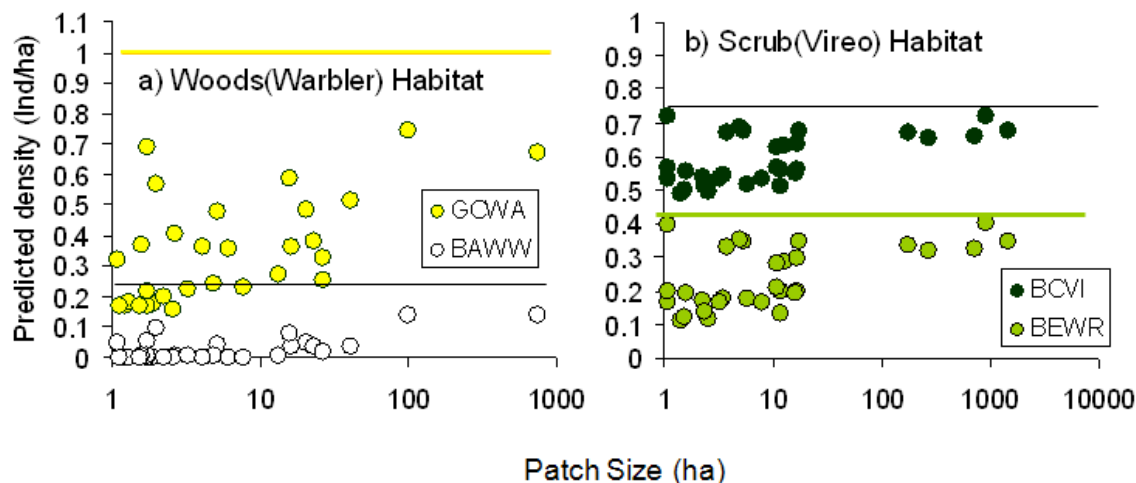 Predicted density (Ind/ha)
1.1
1
0.9
0.8
0.7
0.6
0.5
0.4
0.3
0.2
0.1
0
a) Woods(Warbler) Habitat
GCWA
BAWW
1 10 100 1000
1
0.9
0.8
0.7
0.6
0.5
0.4
0.3
0.2
0.1
0
b) Scrub(Vireo) Habitat
BCVI
BEWR
1 10 100 1000 10000
Patch Size (ha)